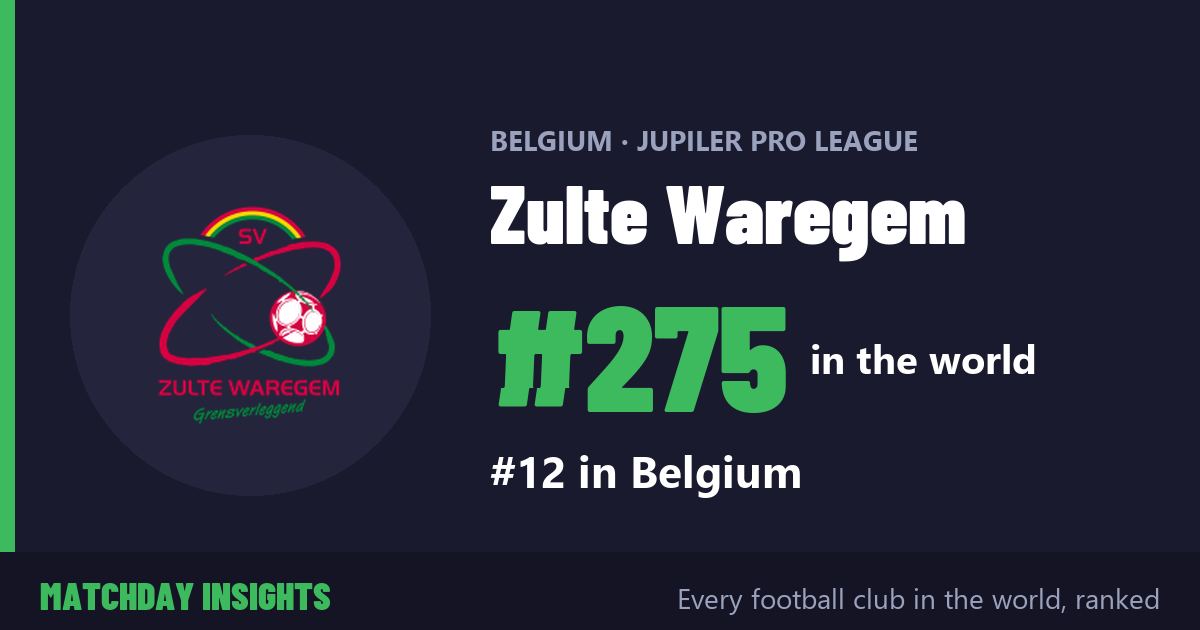 BELGIUM · JUPILER PRO LEAGUE
Zulte Waregem
#275 in the world
#12 in Belgium
SV
ZULTE WAREGEM
Grensverleggend
MATCHDAY INSIGHTS
Every football club in the world, ranked